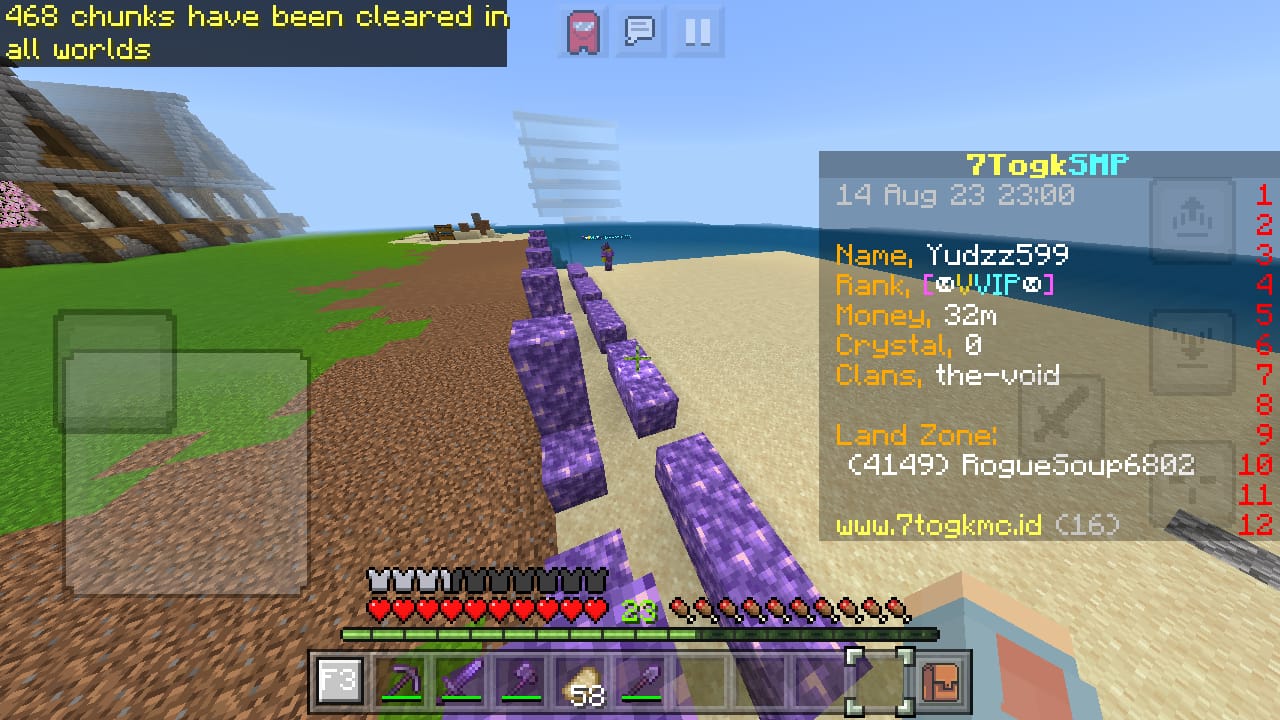 468 chunks have been cleared in
all worlds
7TogkSMP
14 Aug 23 23:00
1
2
Name, Yudzz599
3
Rank, [VVIP]
4
Money, 32m
5
Crystal, 0
6
Clans, the-void
7
8
Land Zone:
9
(4149) RogueSoup6802
10
11
www.7togkmc.id (16)
12
23
F3
58